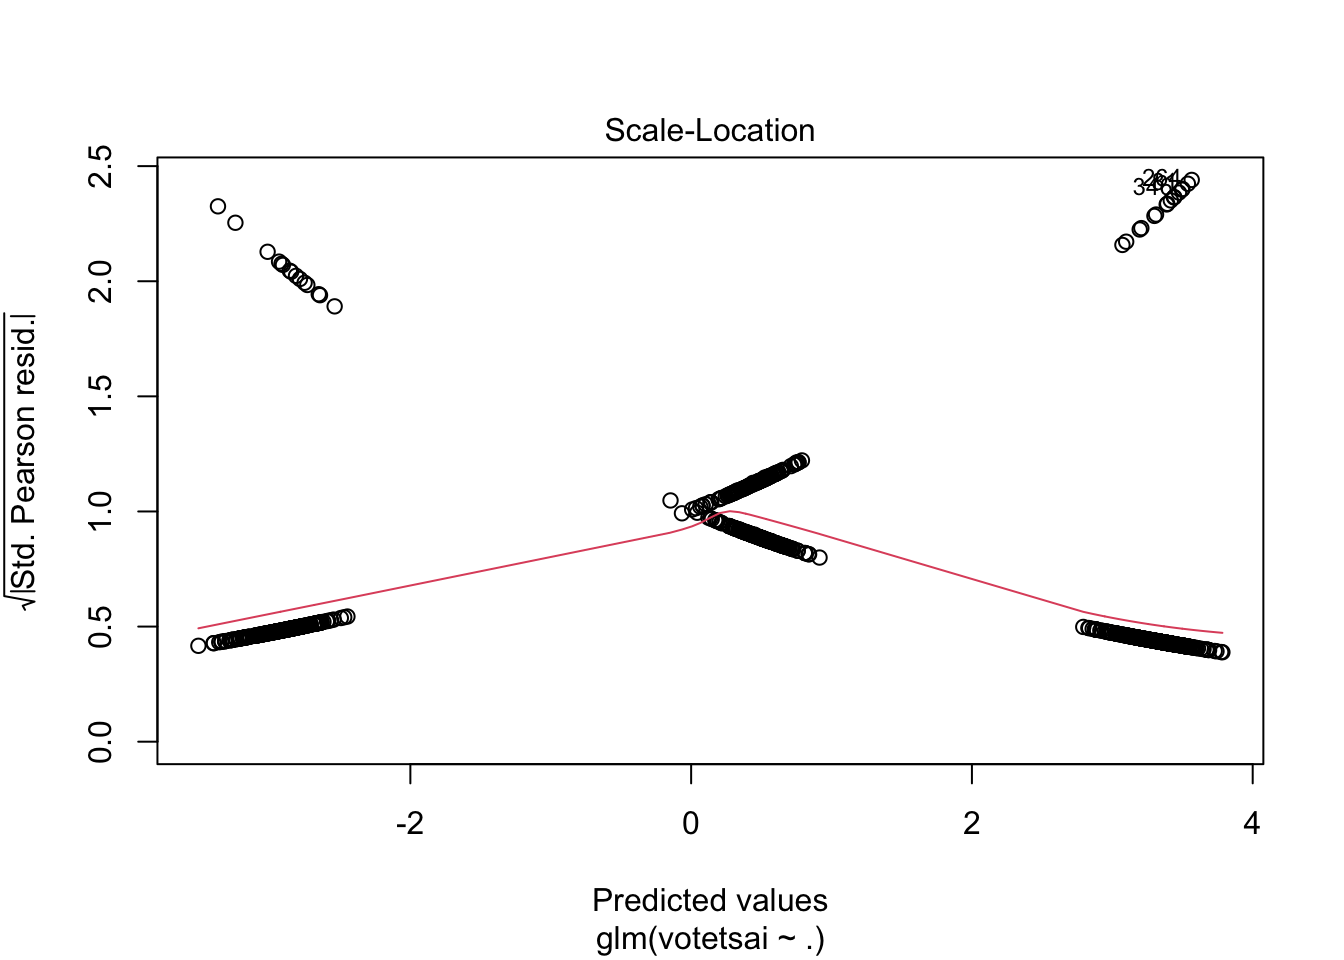 Scale-Location
√|Std. Pearson resid.|
2.5
2.0
1.5
1.0
0.5
0.0
-2 0 2 4
Predicted values
glm(votetsai ~ .)